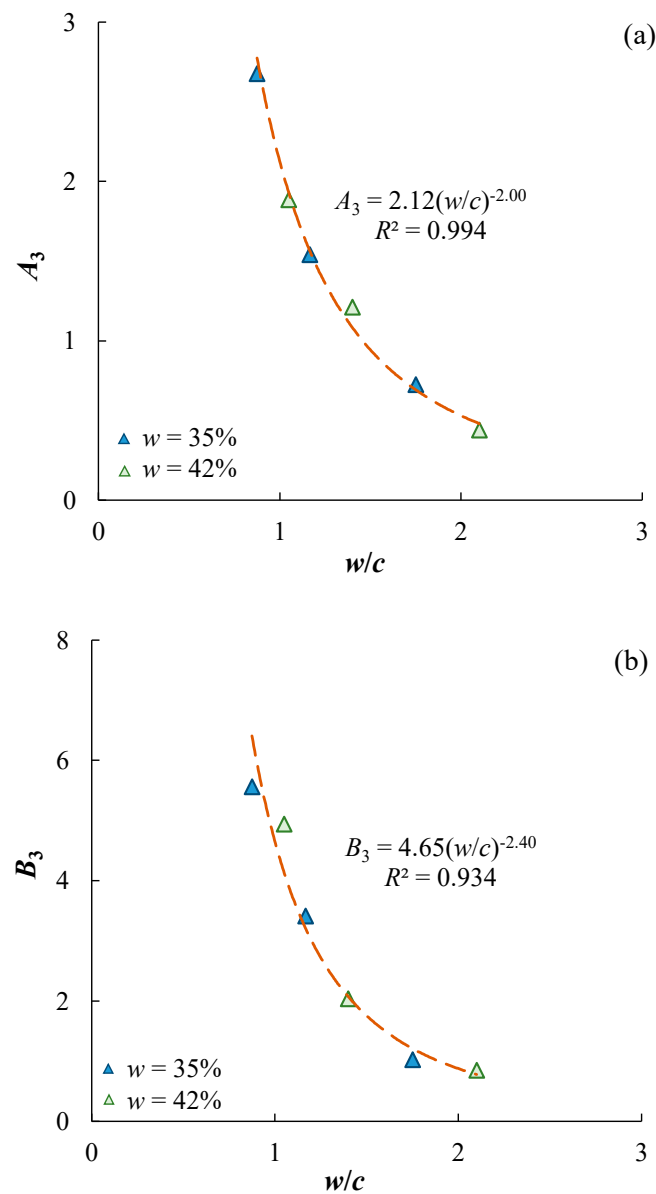 (a)
3
2
1
0
A₃
A₃ = 2.12(w/c)⁻²·⁰⁰
R² = 0.994
w = 35%
w = 42%
0 1 2 3
w/c
(b)
8
6
4
2
0
B₃
B₃ = 4.65(w/c)⁻²·⁴⁰
R² = 0.934
w = 35%
w = 42%
0 1 2 3
w/c